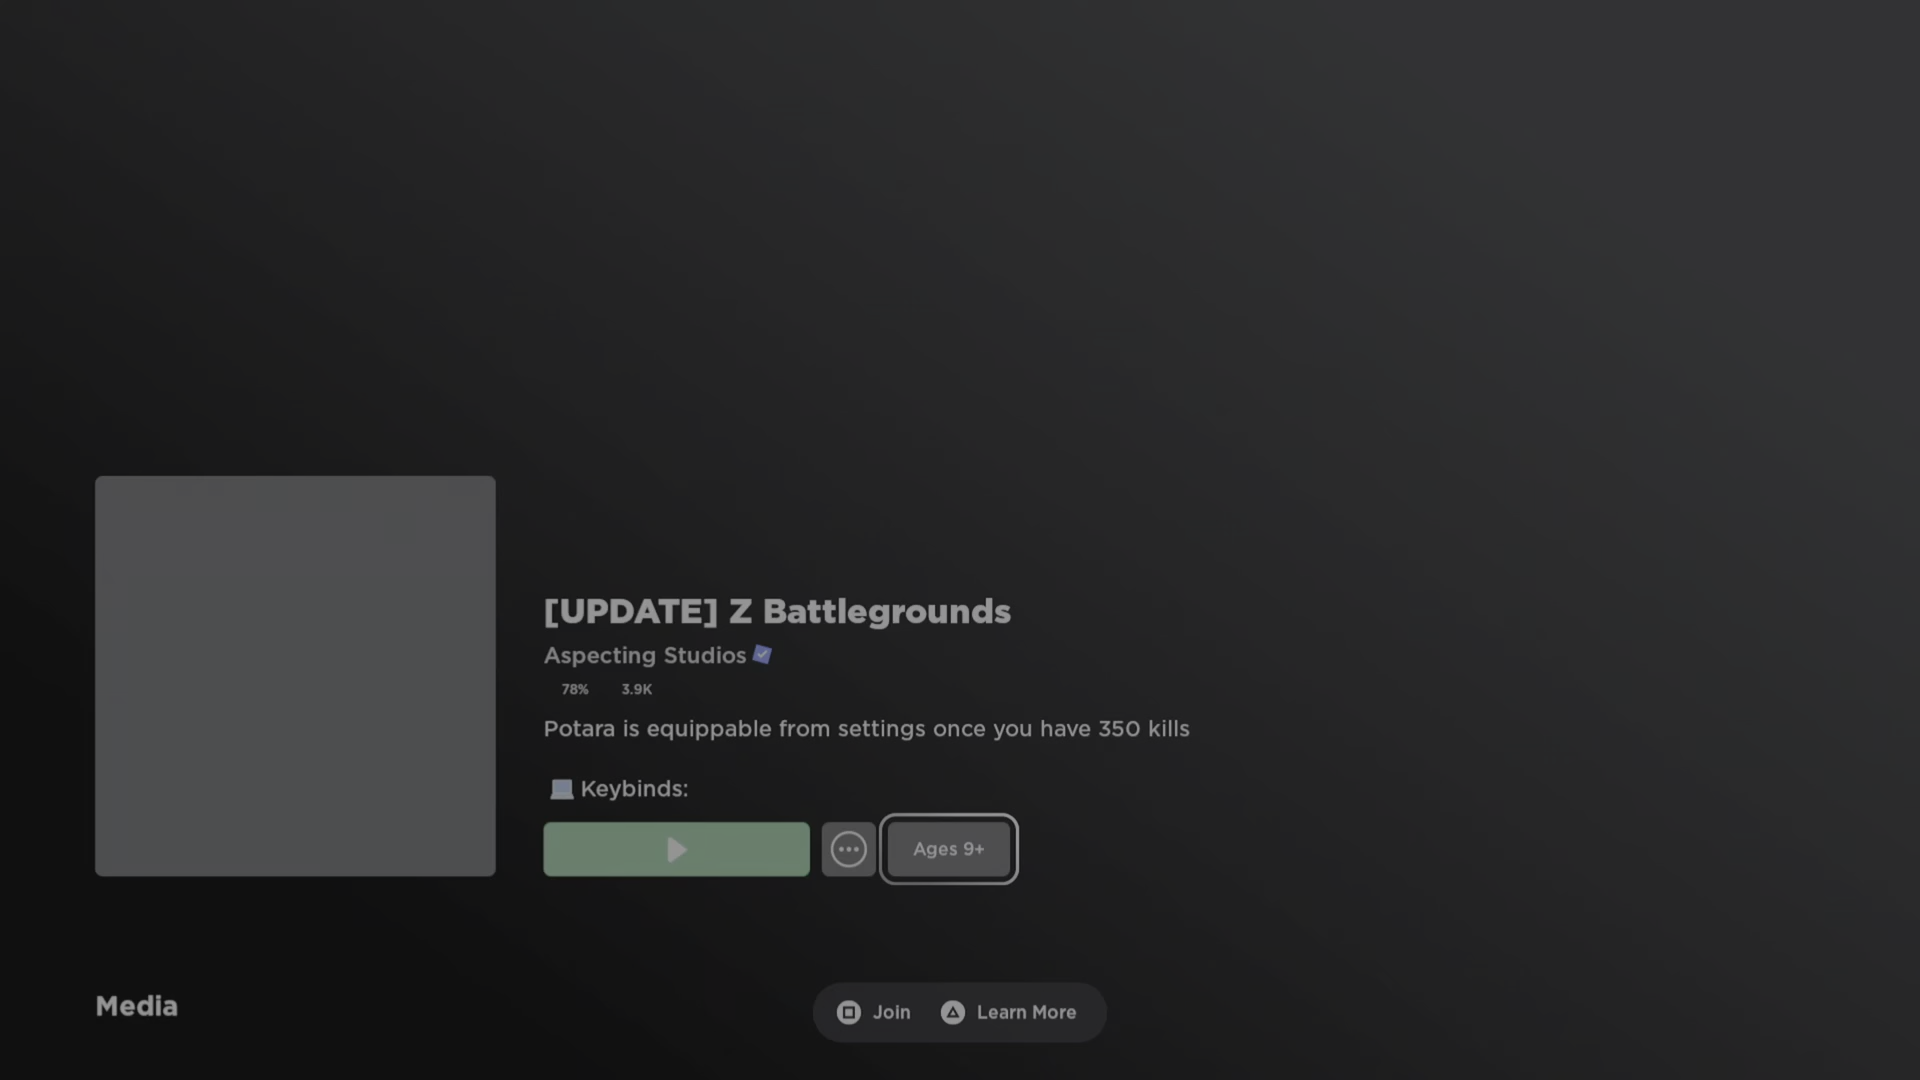 [UPDATE] Z Battlegrounds
Aspecting Studios
78% 3.9K
Potara is equippable from settings once you have 350 kills
💻 Keybinds:
Ages 9+
Media
Join Learn More